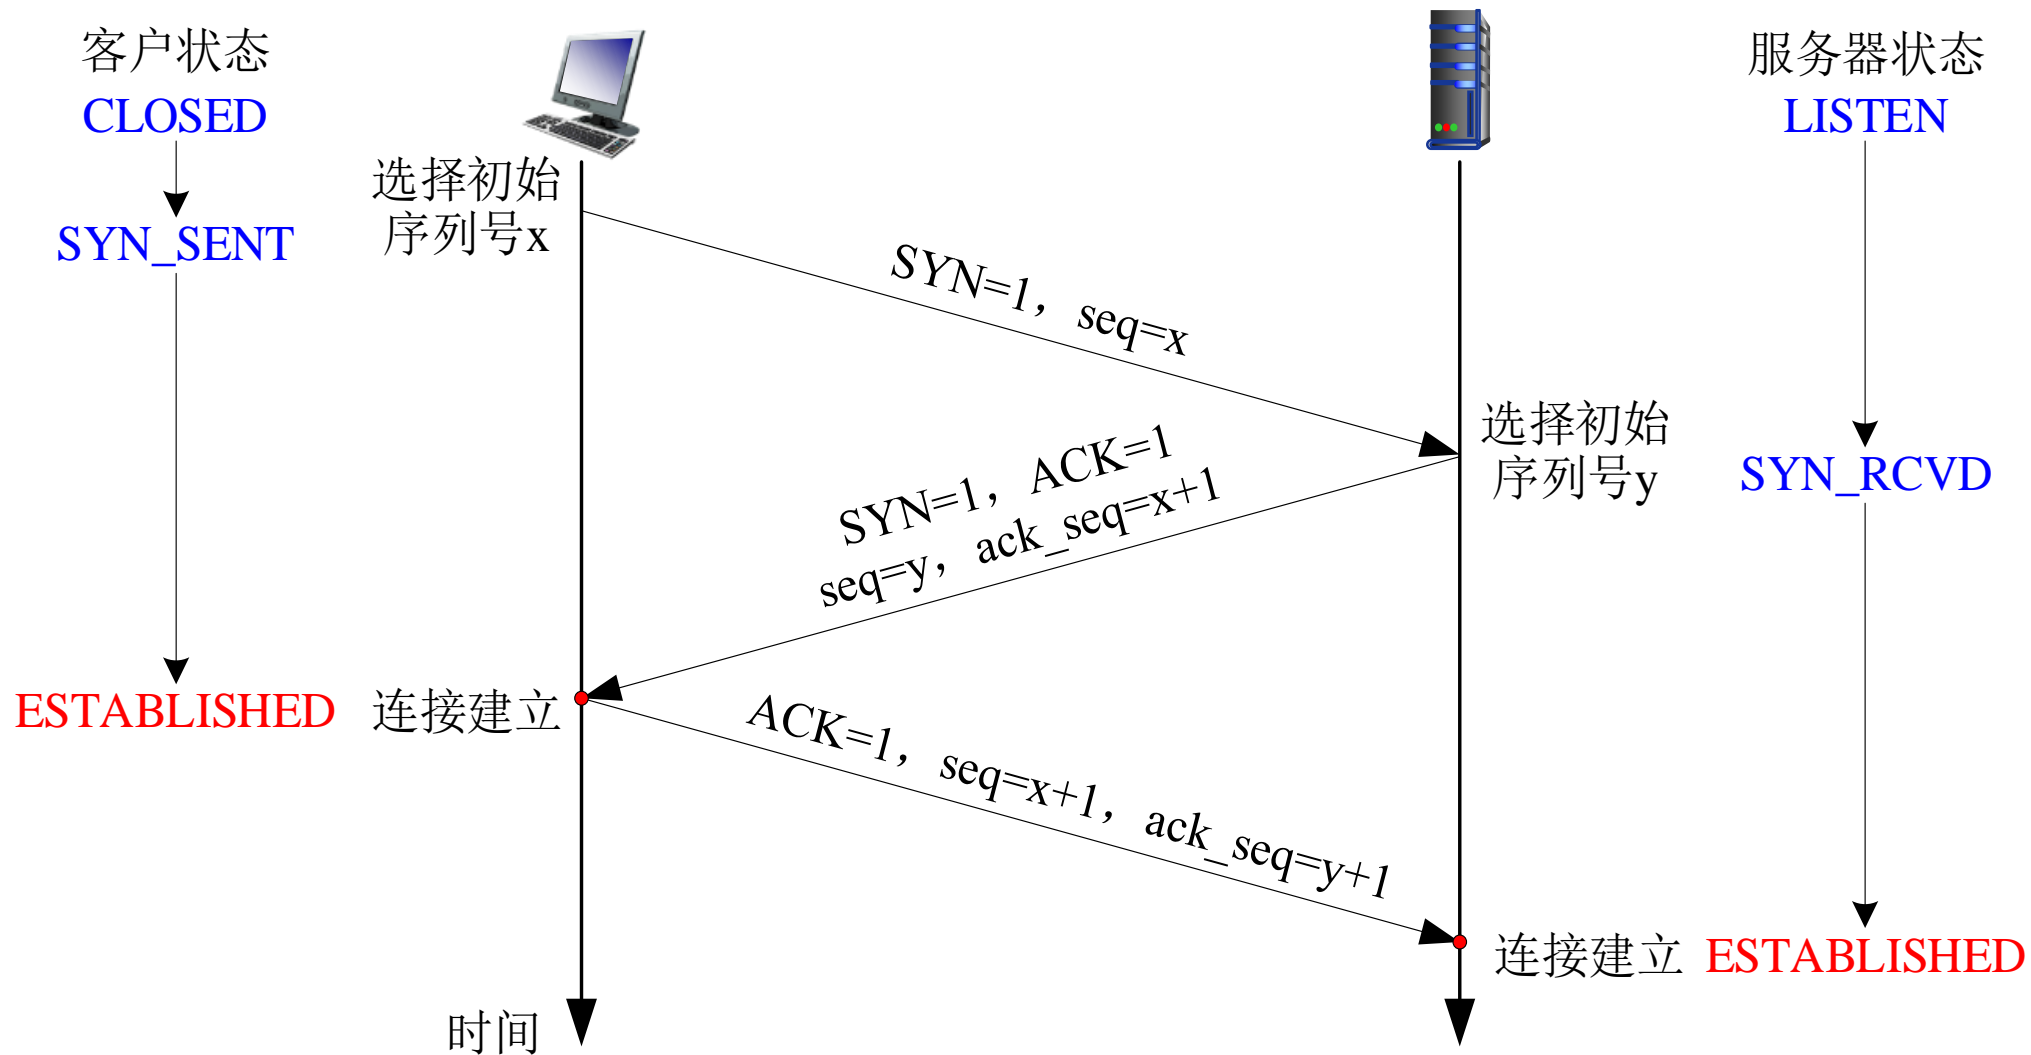 客户状态
服务器状态
CLOSED
LISTEN
选择初始
序列号x
SYN_SENT
SYN=1，seq=x
选择初始
序列号y
SYN_RCVD
SYN=1，ACK=1
seq=y，ack_seq=x+1
ESTABLISHED
连接建立
ACK=1，seq=x+1，ack_seq=y+1
连接建立
ESTABLISHED
时间